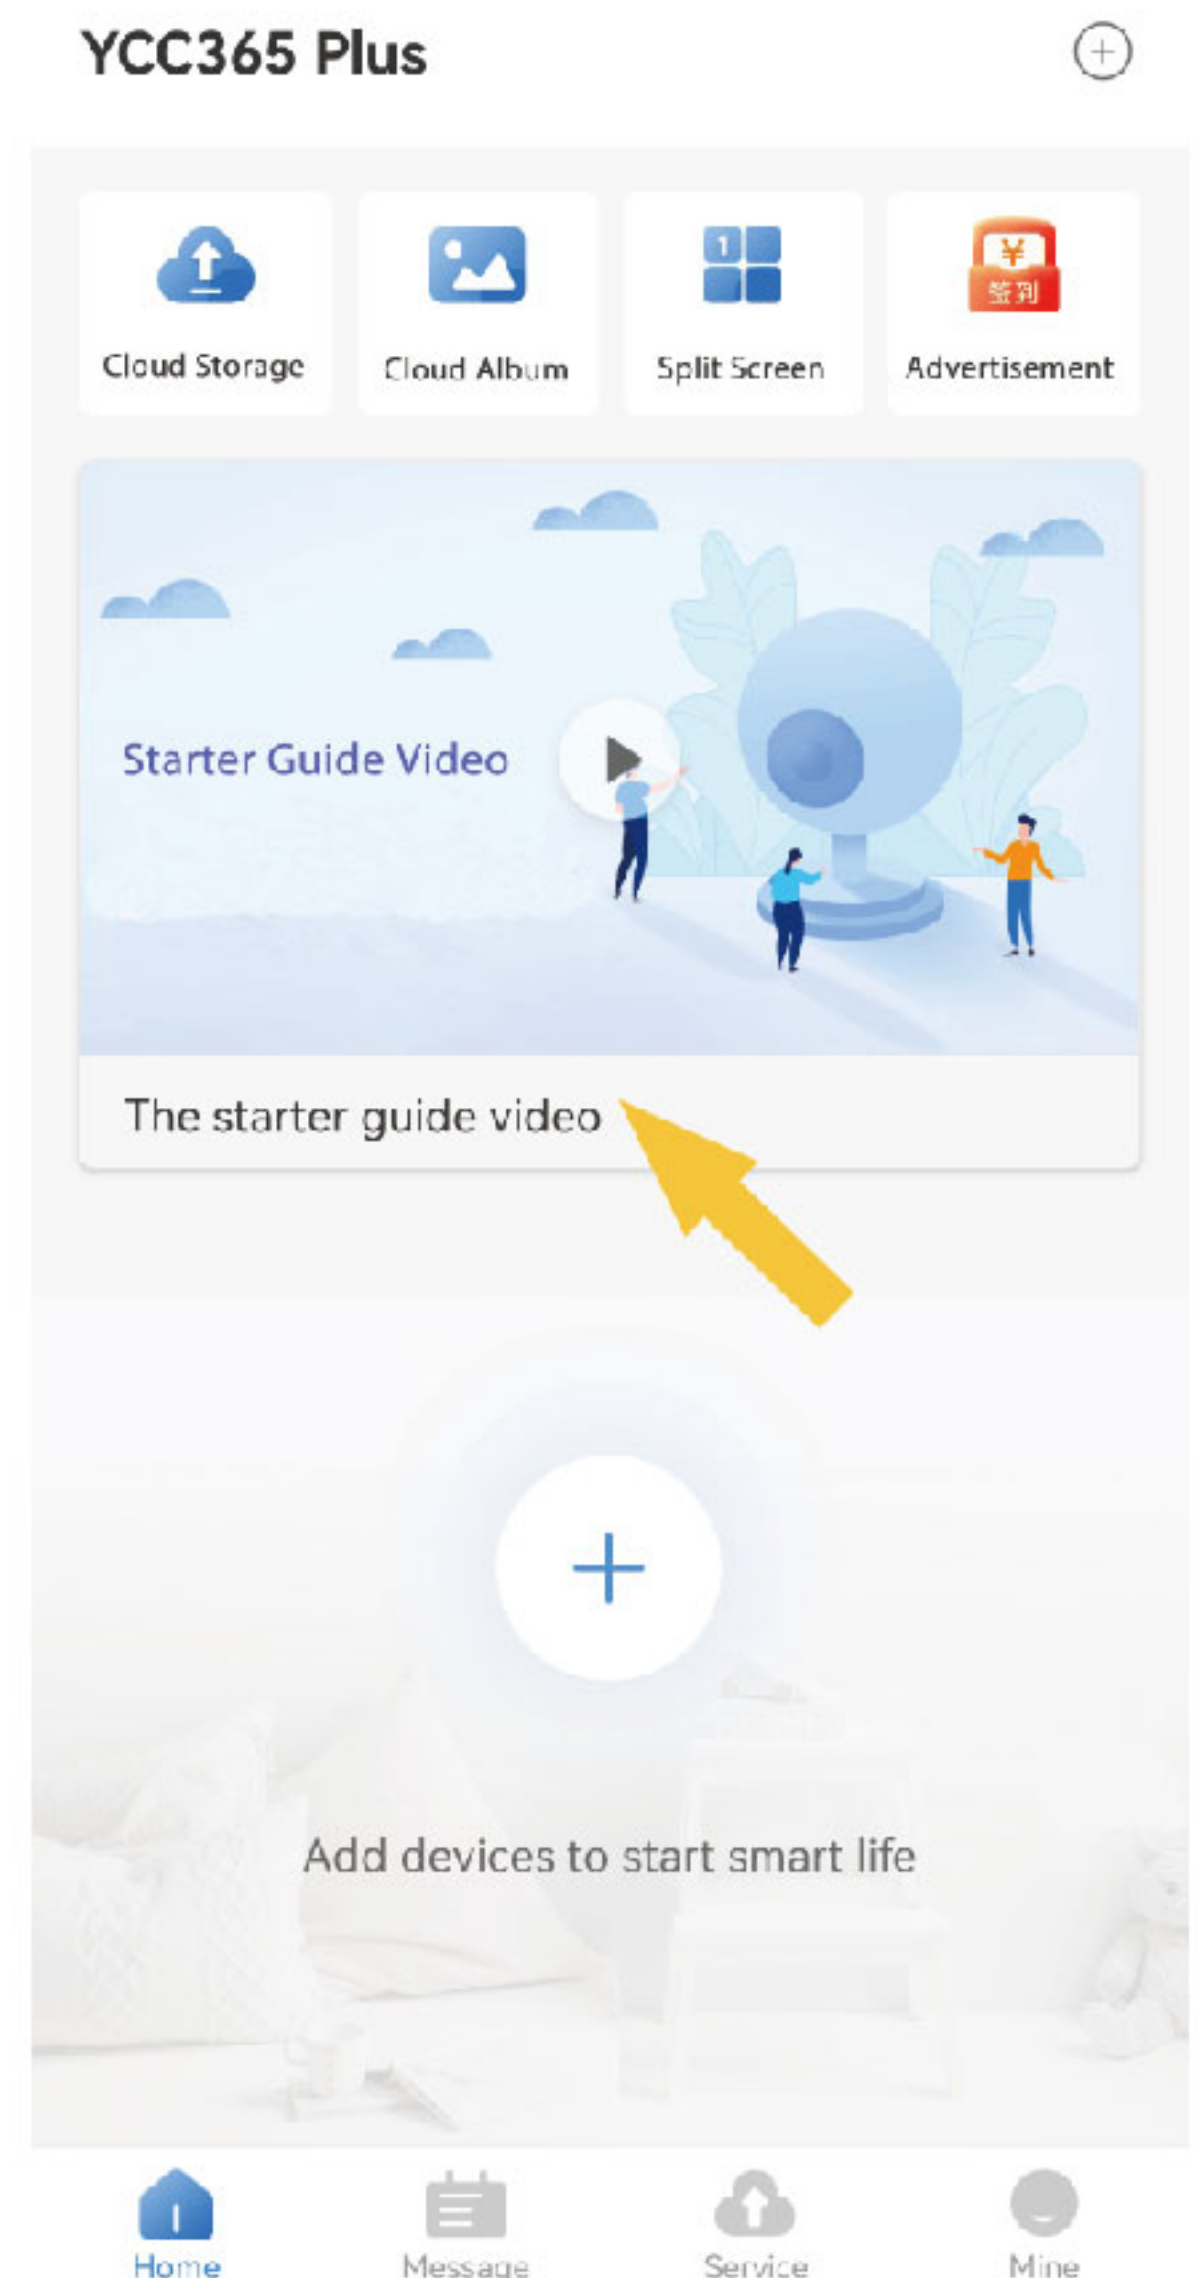 YCC365 Plus
1
¥
签到
Cloud Storage
Cloud Album
Split Screen
Advertisement
Starter Guide Video
The starter guide video
Add devices to start smart life
Home
Message
Service
Mine